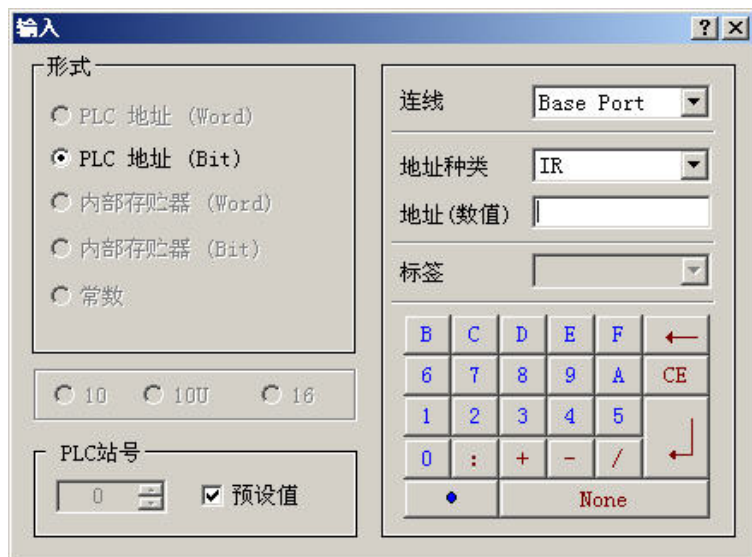 输入
形式
PLC 地址 (Word)
PLC 地址 (Bit)
内部存贮器 (Word)
内部存贮器 (Bit)
常数
10 10U 16
PLC站号
0 预设值
连线 Base Port
地址种类 IR
地址(数值)
标签
B C D E F ←
6 7 8 9 A CE
1 2 3 4 5
0 : + - /
● None